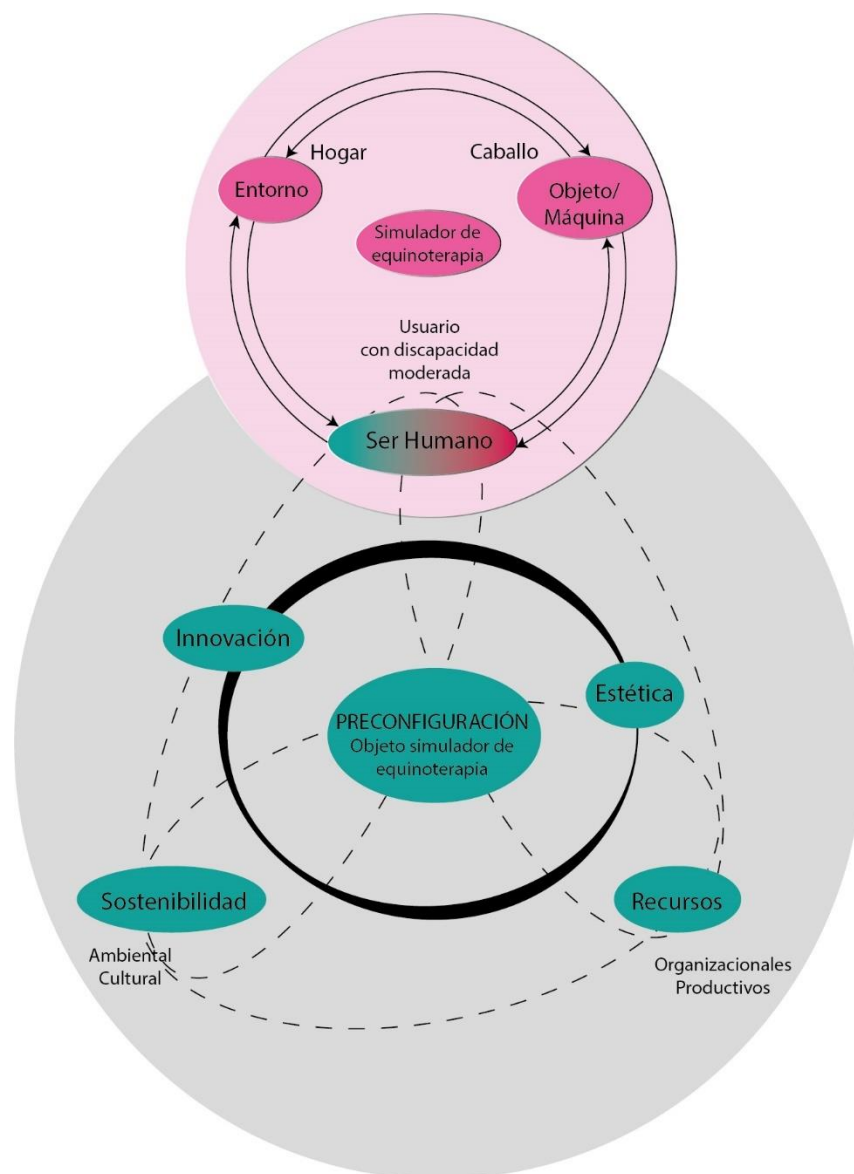 Hogar
Caballo
Entorno
Objeto/
Máquina
Simulador de
equinoterapia
Usuario
con discapacidad
moderada
Ser Humano
Innovación
Estética
PRECONFIGURACIÓN
Objeto simulador de
equinoterapia
Sostenibilidad
Recursos
Ambiental
Cultural
Organizacionales
Productivos